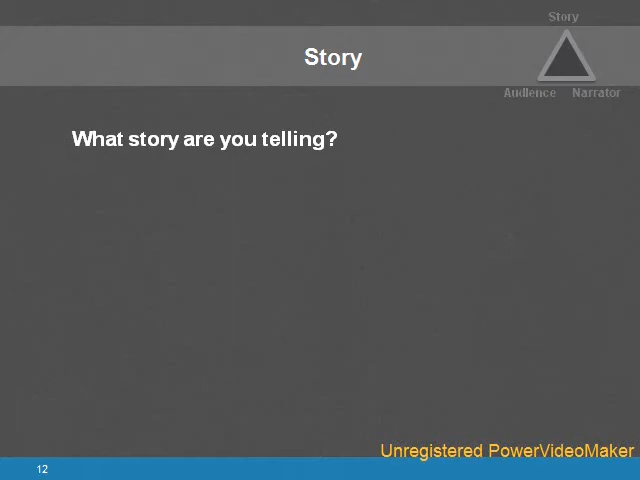 Story
Story
Audience Narrator
What story are you telling?
Unregistered PowerVideoMaker
12